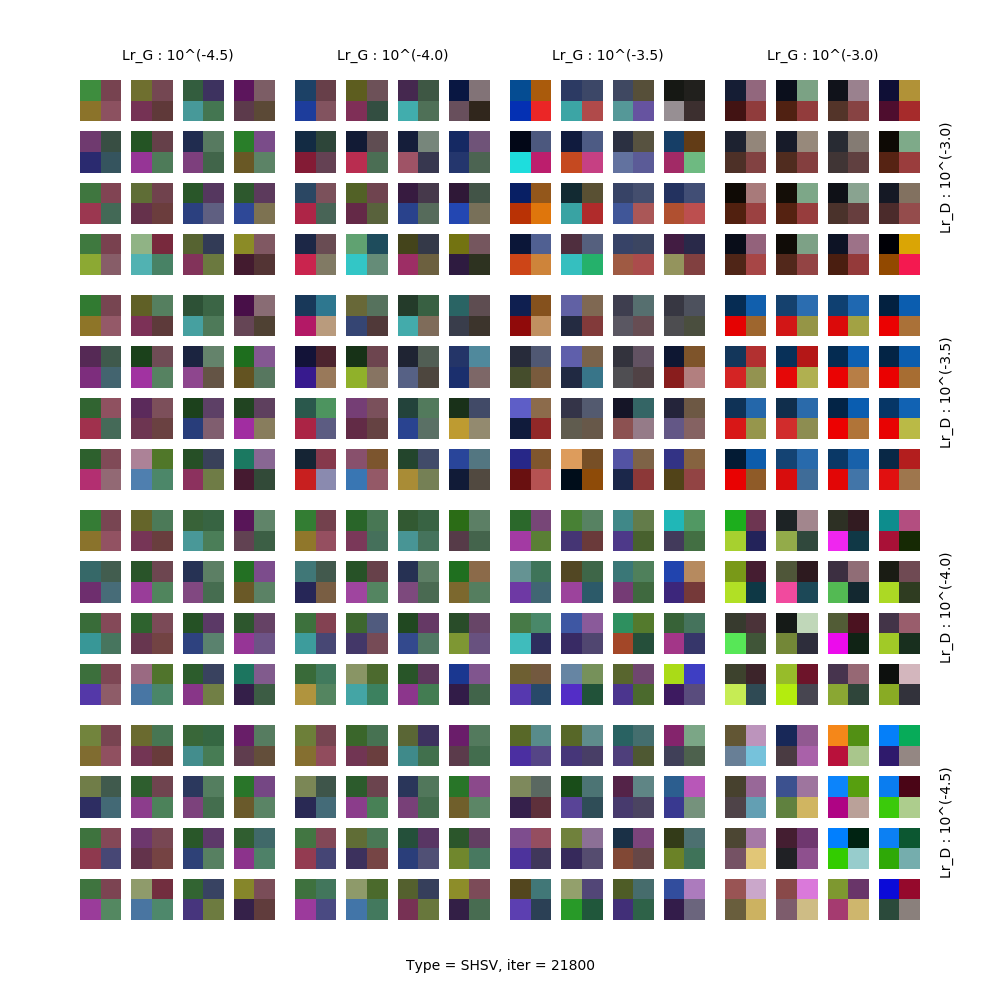 Lr_G : 10^(-4.5)
Lr_G : 10^(-4.0)
Lr_G : 10^(-3.5)
Lr_G : 10^(-3.0)
Lr_D : 10^(-3.0)
Lr_D : 10^(-3.5)
Lr_D : 10^(-4.0)
Lr_D : 10^(-4.5)
Type = SHSV, iter = 21800